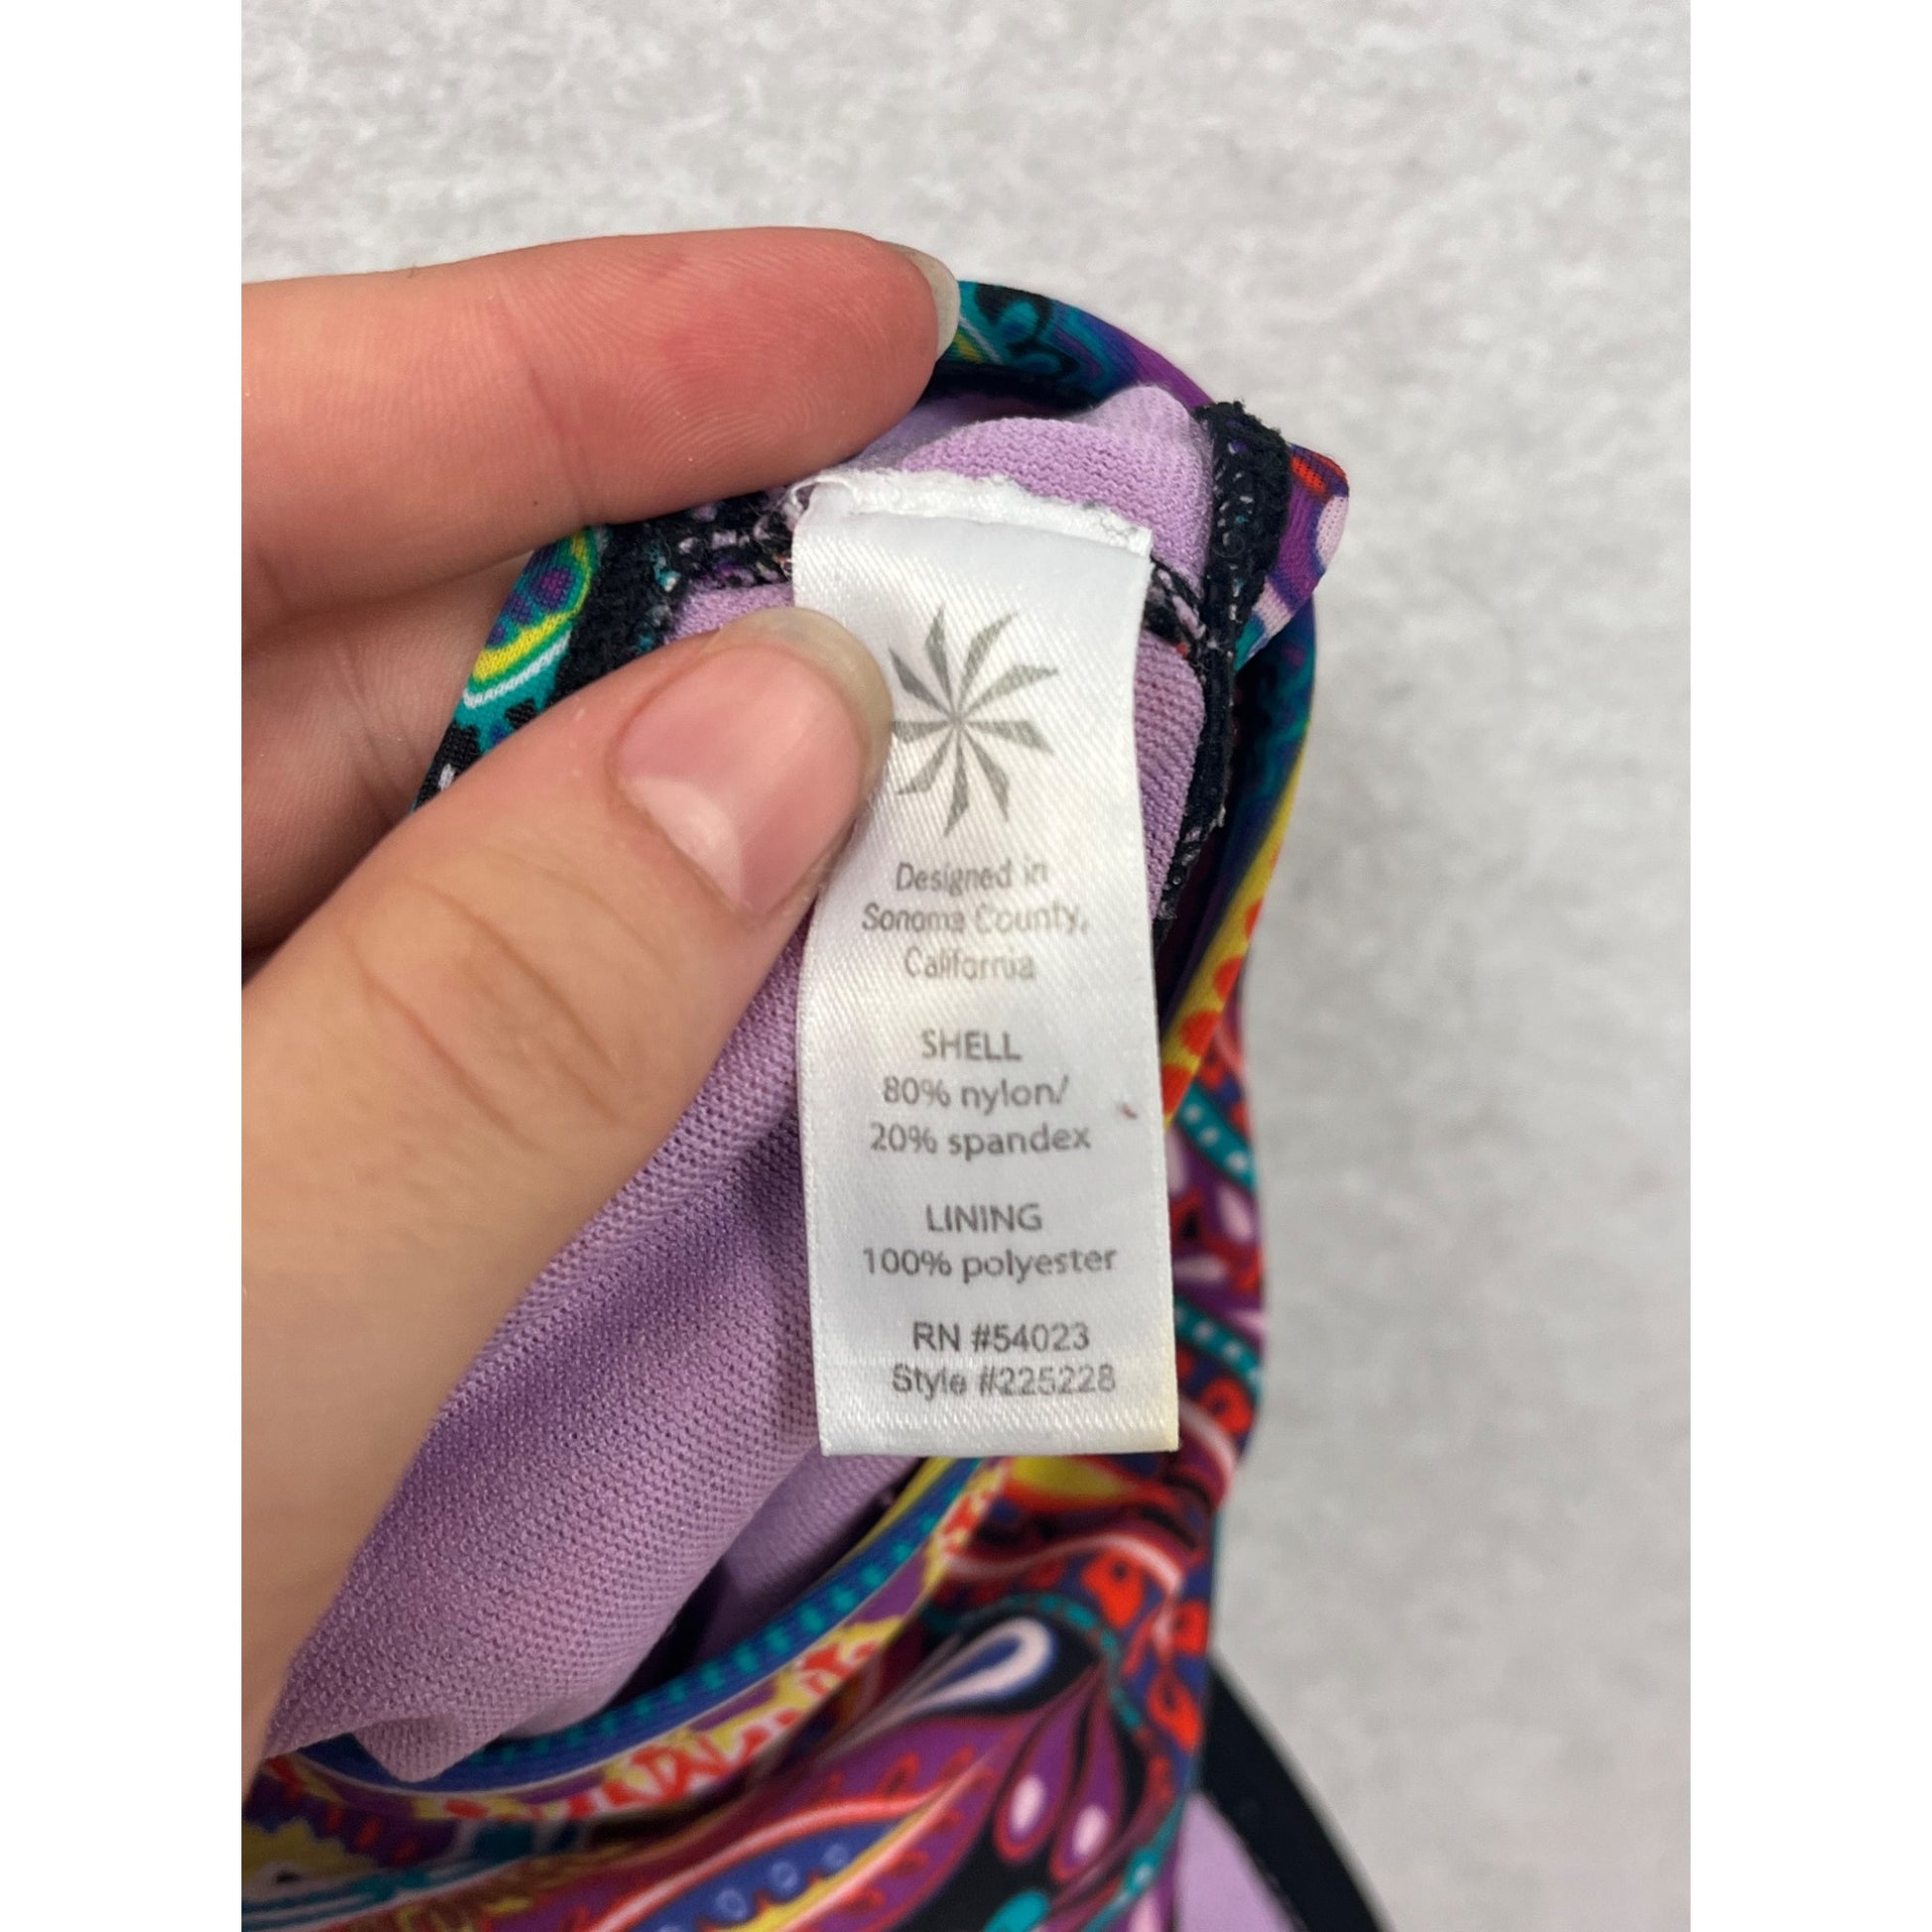 Designed in
Sonoma County,
California
SHELL
80% nylon/
20% spandex
LINING
100% polyester
RN #54023
Style #225228